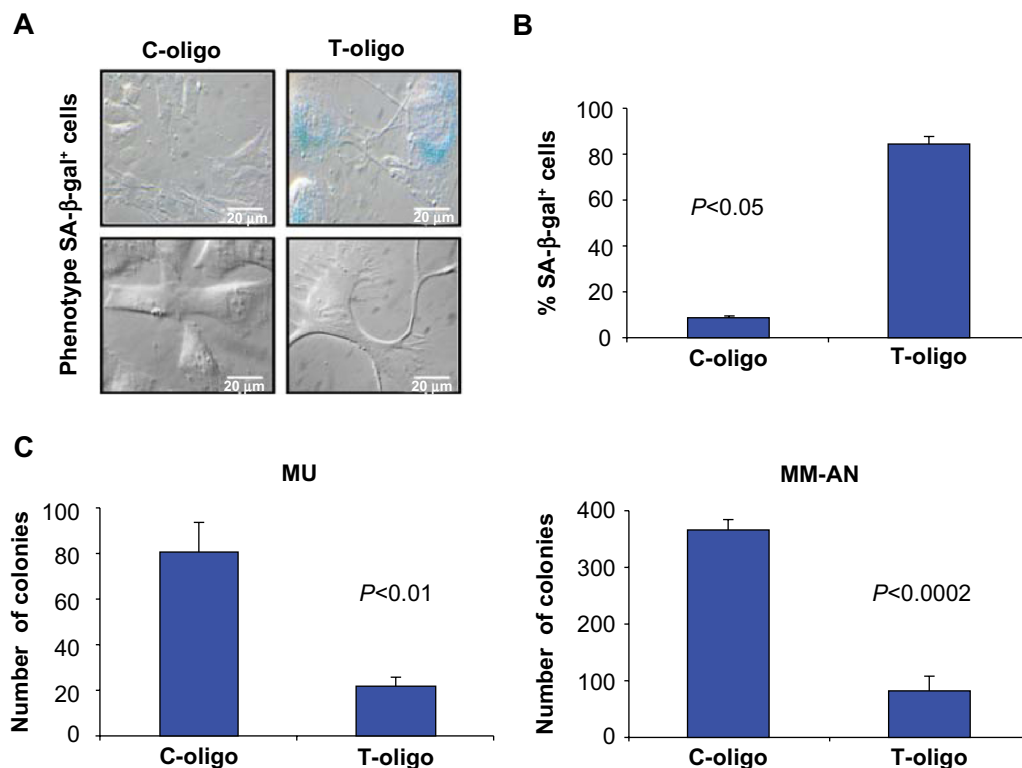 A
C-oligo
T-oligo
Phenotype SA-β-gal⁺ cells
20 μm
20 μm
20 μm
20 μm
B
% SA-β-gal⁺ cells
100
80
60
40
20
0
P<0.05
C-oligo
T-oligo
C
MU
Number of colonies
100
80
60
40
20
0
P<0.01
C-oligo
T-oligo
MM-AN
Number of colonies
400
300
200
100
0
P<0.0002
C-oligo
T-oligo